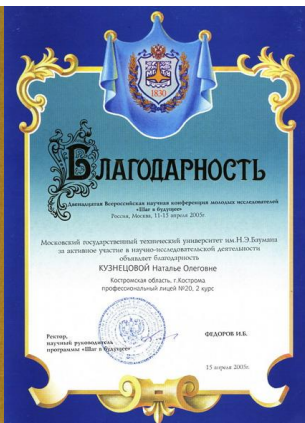 1830
БЛАГОДАРНОСТЬ
Двенадцатая Всероссийская научная конференция молодых исследователей
«Шаг в будущее»
Россия, Москва, 11-15 апреля 2005г.
Московский государственный технический университет им.Н.Э.Баумана
за активное участие в научно-исследовательской деятельности
объявляет благодарность
КУЗНЕЦОВОЙ Наталье Олеговне
Костромская область, г.Кострома
профессиональный лицей №20, 2 курс
Ректор,
научный руководитель
программы «Шаг в будущее»
ФЕДОРОВ И.Б.
15 апреля 2005г.